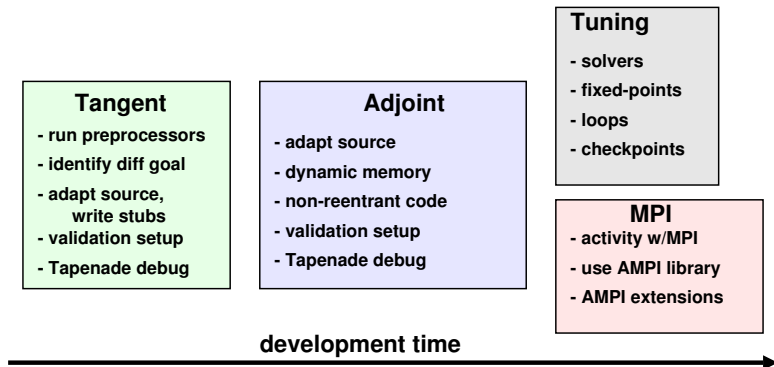 Tangent
- run preprocessors
- identify diff goal
- adapt source,
write stubs
- validation setup
- Tapenade debug
Adjoint
- adapt source
- dynamic memory
- non-reentrant code
- validation setup
- Tapenade debug
Tuning
- solvers
- fixed-points
- loops
- checkpoints
MPI
- activity w/MPI
- use AMPI library
- AMPI extensions
development time